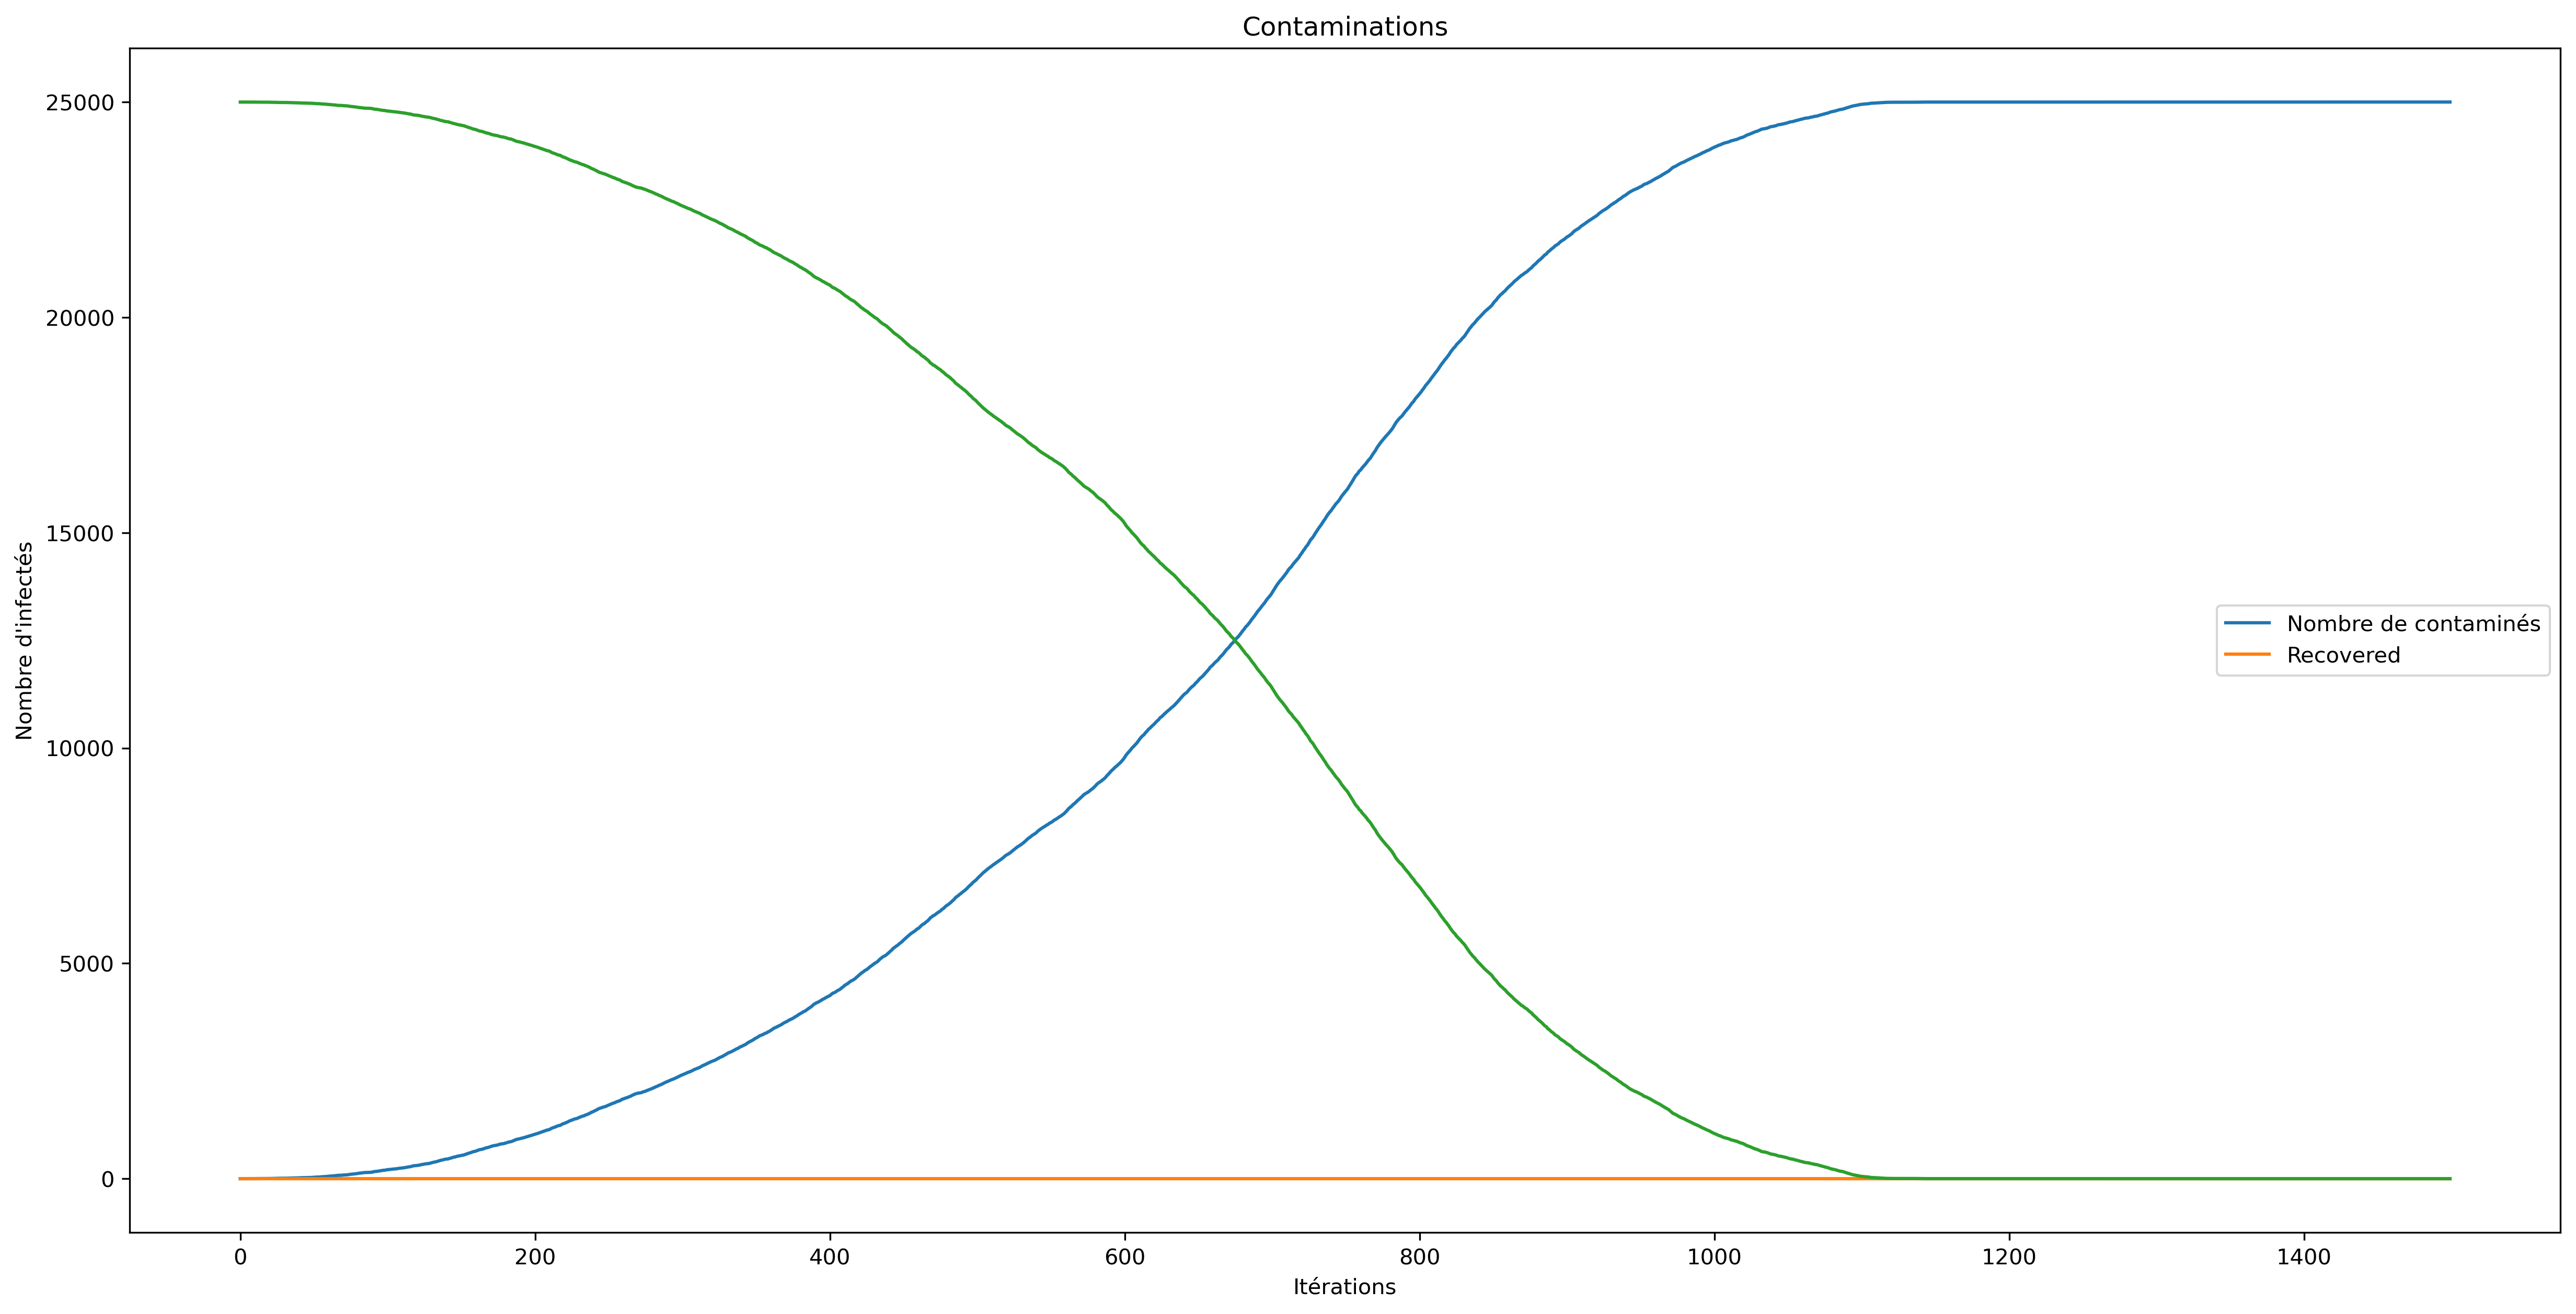 Contaminations
25000
20000
15000
10000
5000
0
Nombre d'infectés
Nombre de contaminés
Recovered
0 200 400 600 800 1000 1200 1400
Itérations